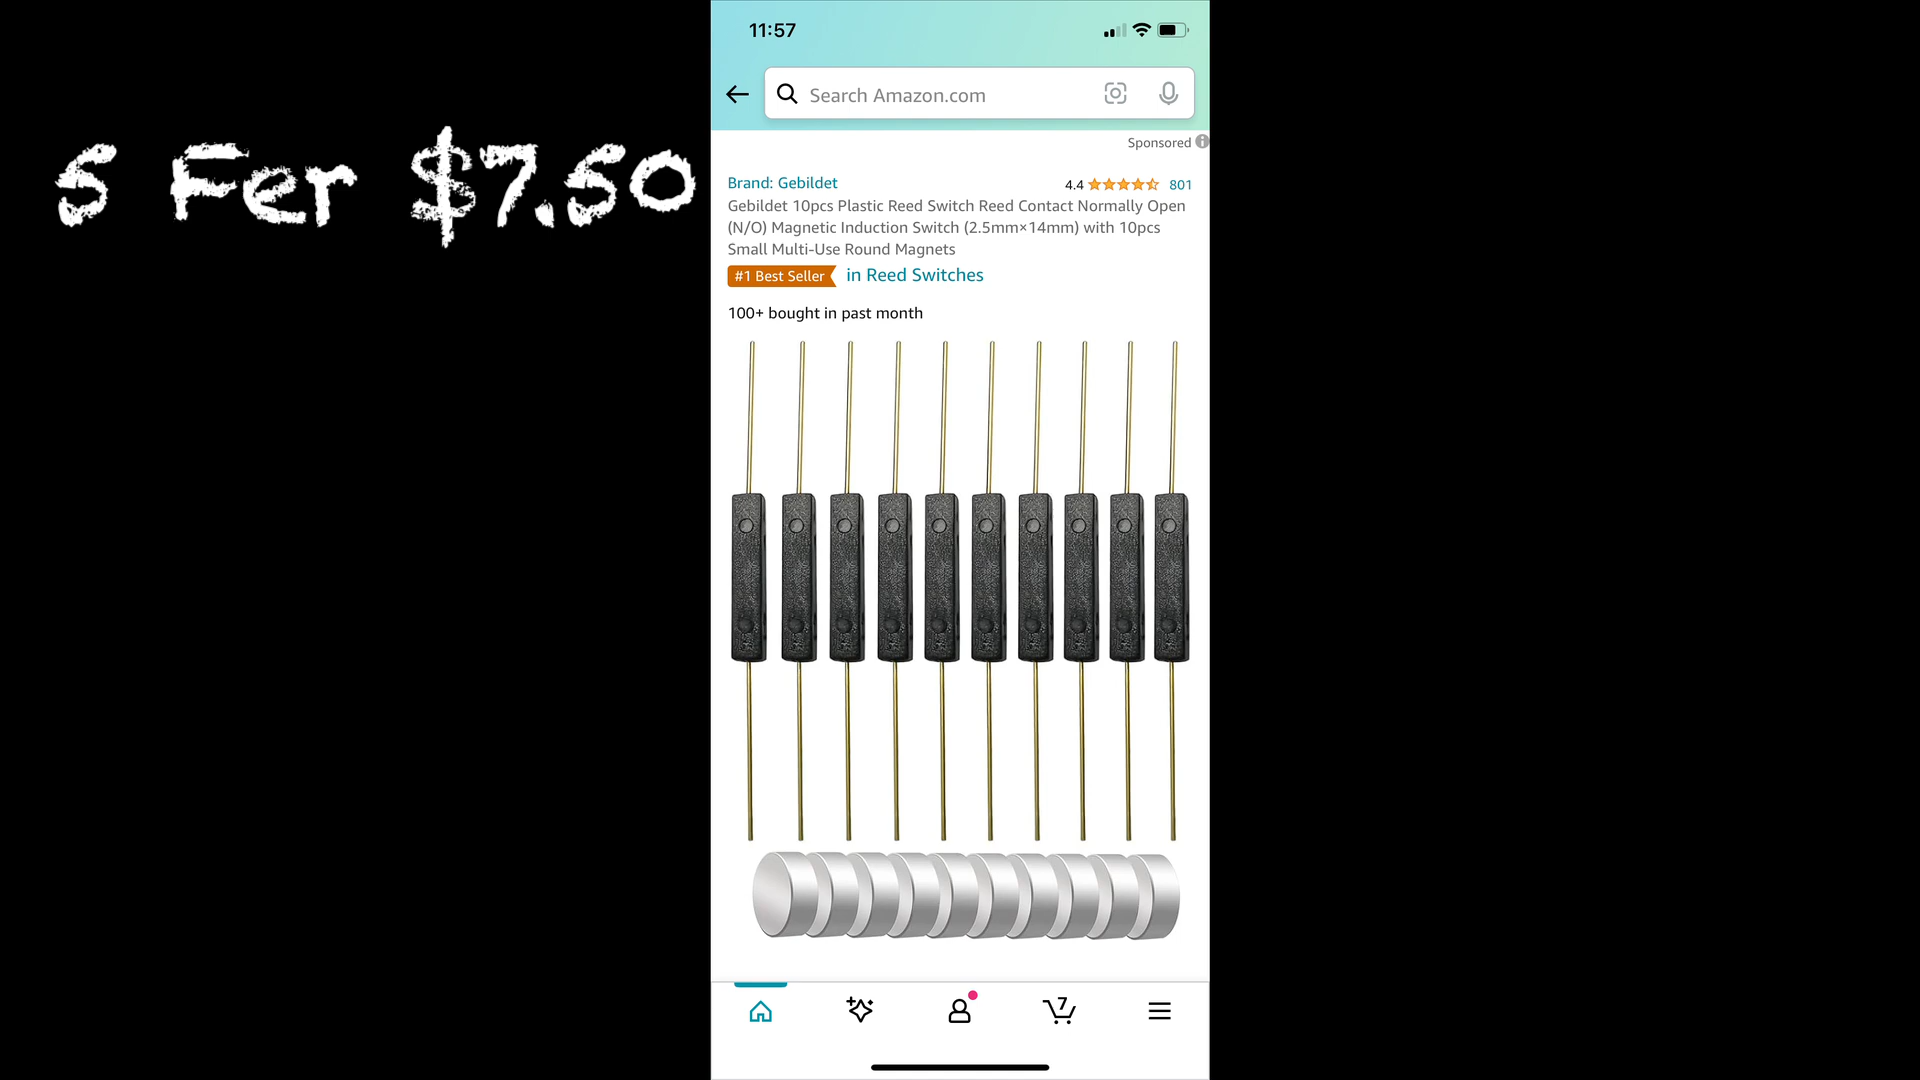 5 Fer $7.50
11:57
Search Amazon.com
Sponsored
Brand: Gebildet
4.4 801
Gebildet 10pcs Plastic Reed Switch Reed Contact Normally Open
(N/O) Magnetic Induction Switch (2.5mm×14mm) with 10pcs
Small Multi-Use Round Magnets
#1 Best Seller in Reed Switches
100+ bought in past month
7